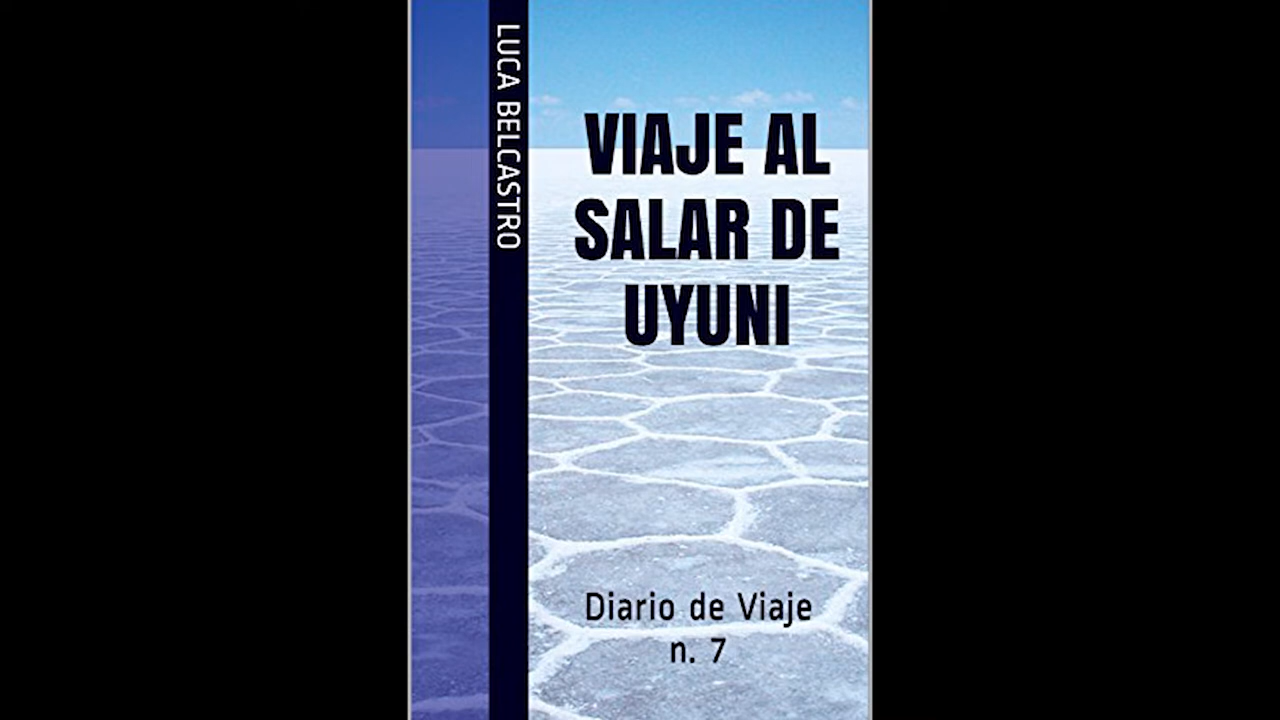 LUCA BELCASTRO
VIAJE AL
SALAR DE
UYUNI
Diario de Viaje
n. 7